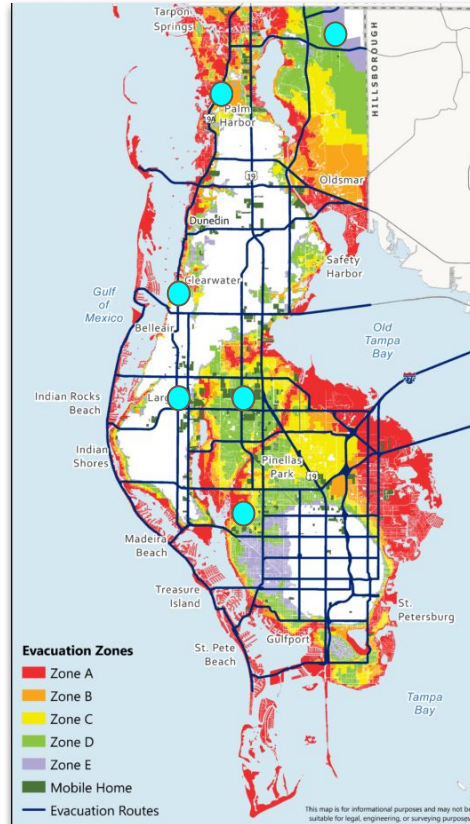 Tarpon
Springs
HILLSBOROUGH
Palm
Harbor
19
Oldsmar
Dunedin
Safety
Harbor
Clearwater
Gulf
of
Mexico
Belleair
Old
Tampa
Bay
Indian Rocks
Beach
Indian
Shores
Pinellas
Park
19
Madeira
Beach
Treasure
Island
St.
Petersburg
St. Pete
Beach
Gulfport
Tampa
Bay
Evacuation Zones
Zone A
Zone B
Zone C
Zone D
Zone E
Mobile Home
Evacuation Routes
This map is for informational purposes and may not be
suitable for legal, engineering, or surveying purposes